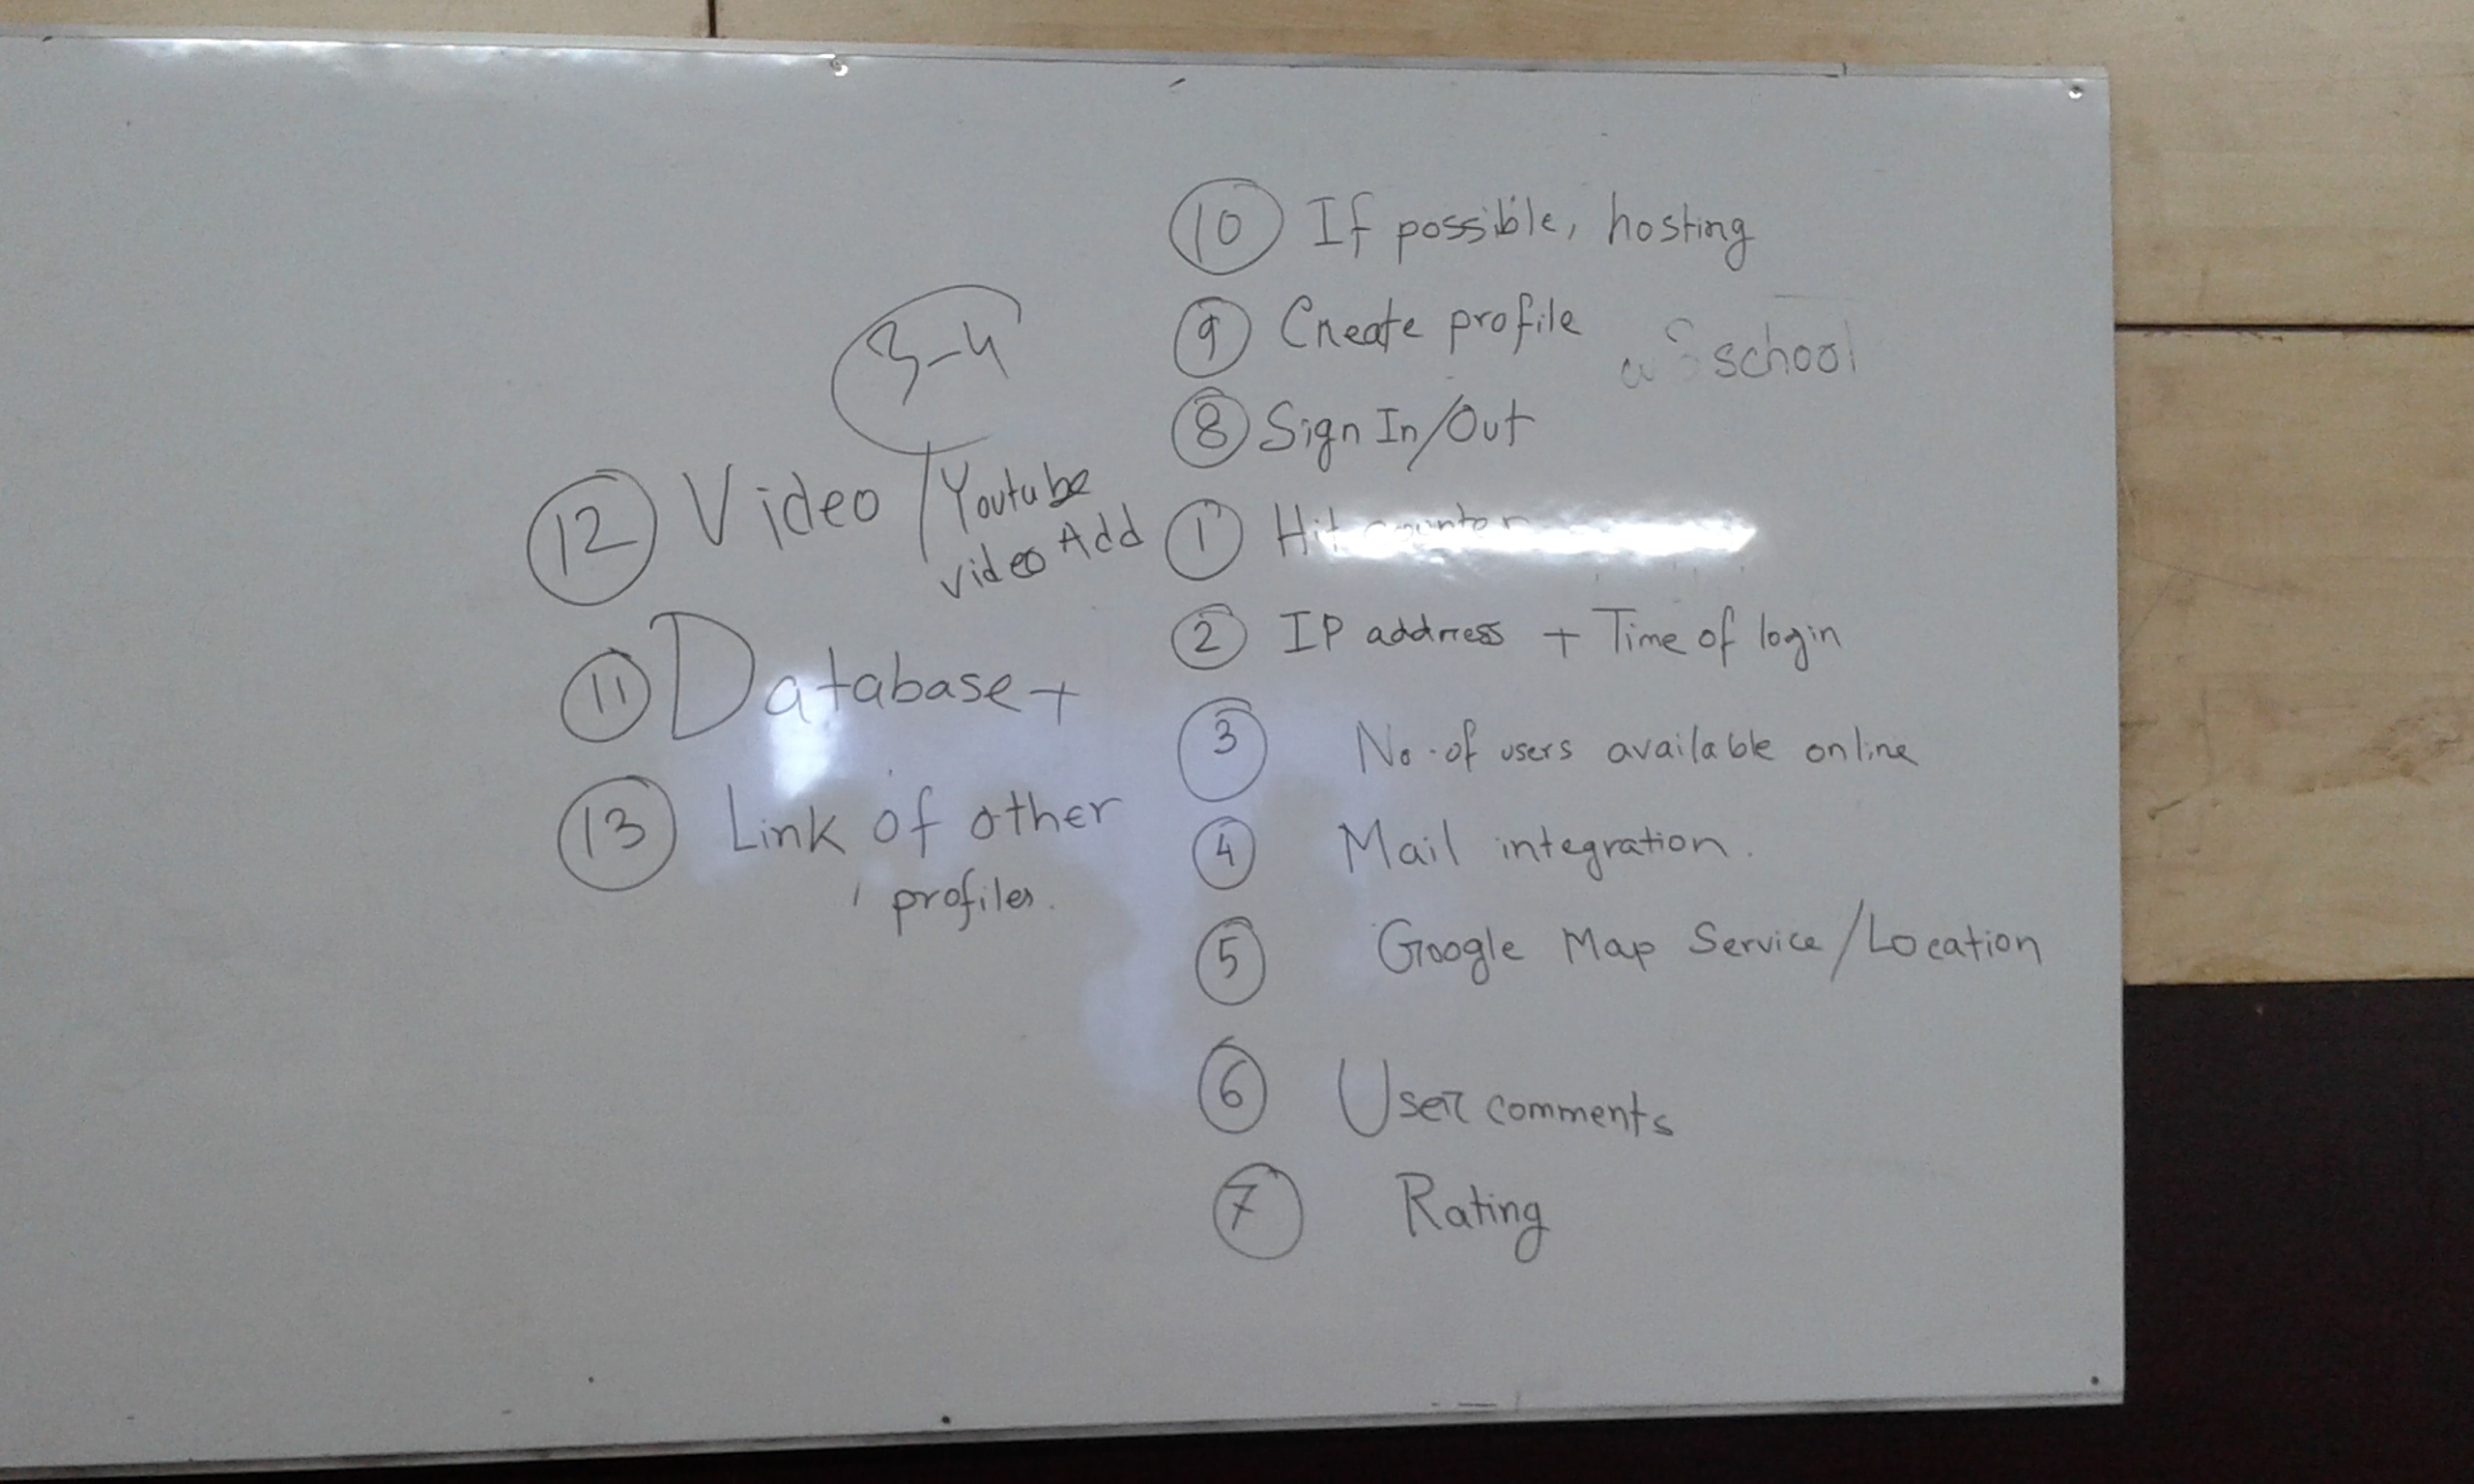 3-4
12 Video / Youtube
video Add
11 Database +
13 Link of other
profiles.
10 If possible, hosting
9 Create profile
w3school
8 Sign In/Out
1 Hit counter
2 IP address + Time of login
3 No. of users available online
4 Mail integration.
5 Google Map Service/Location
6 User comments
7 Rating